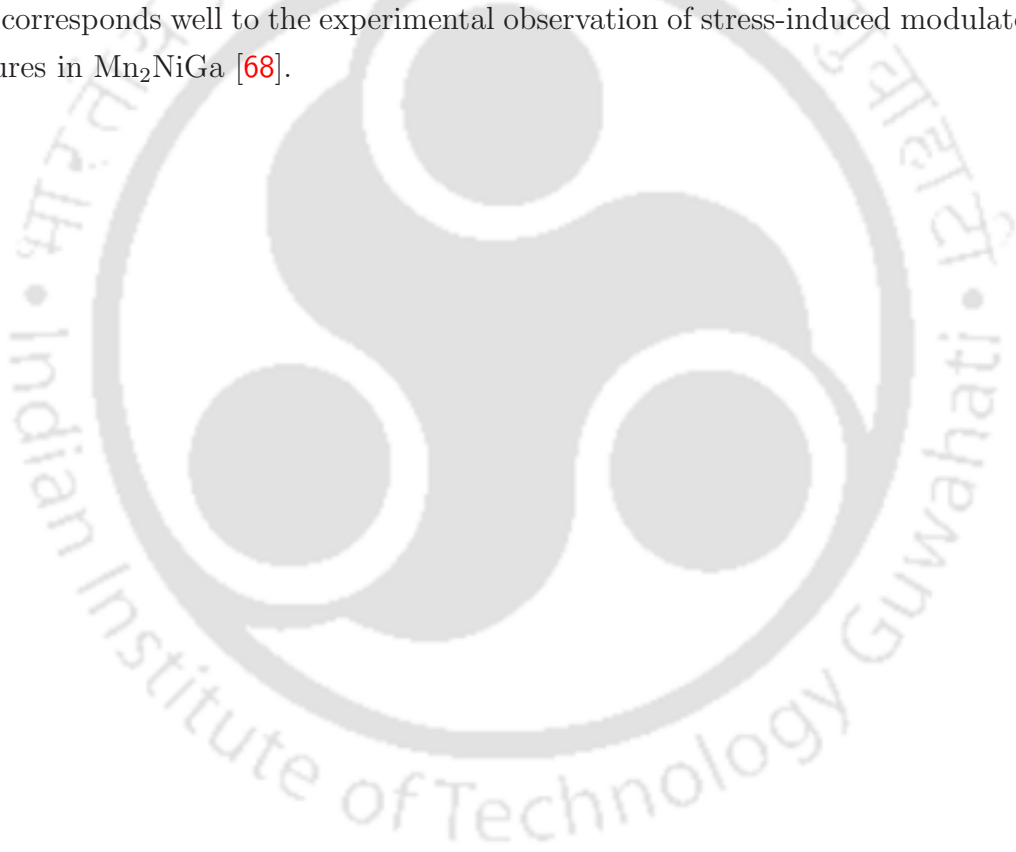 corresponds well to the experimental observation of stress-induced modulate
ures in Mn₂NiGa [68].
• Indian Institute of Technology Guwahati •